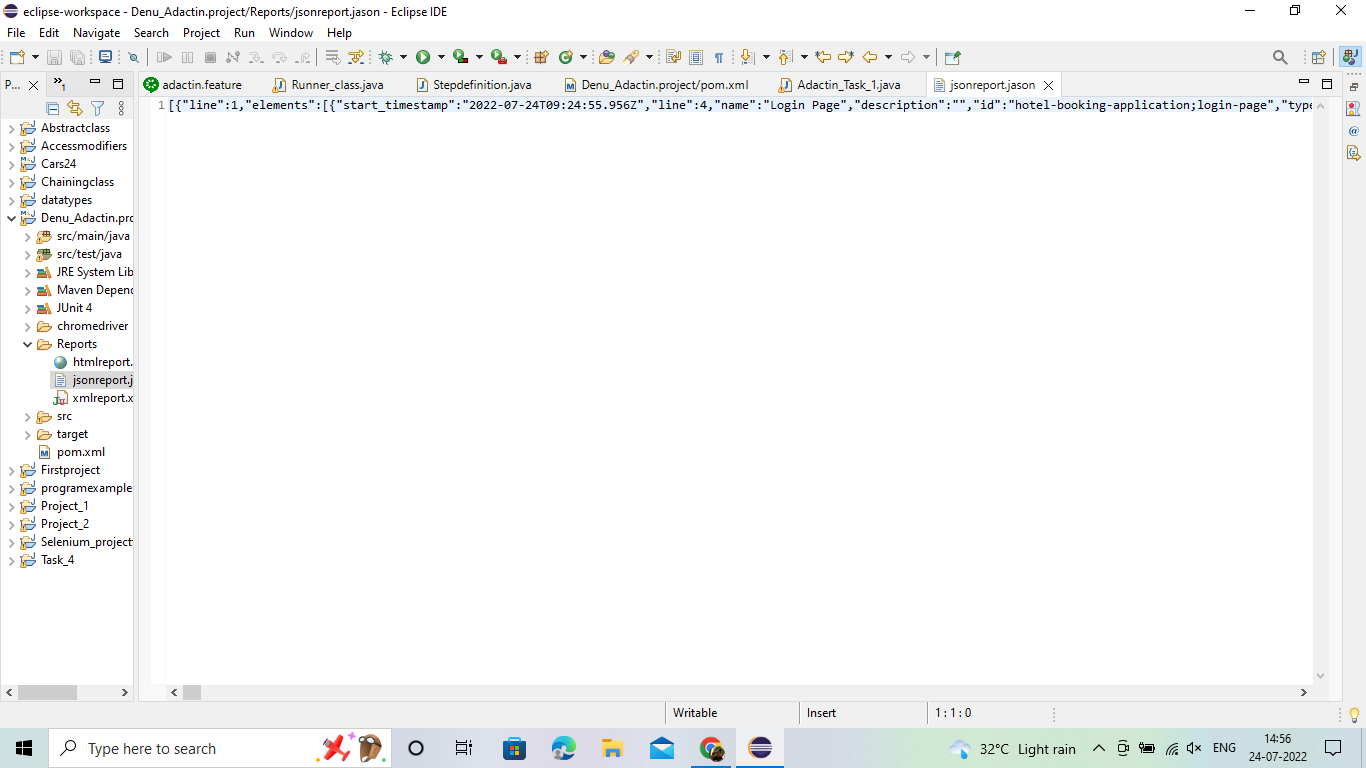 eclipse-workspace - Denu_Adactin.project/Reports/jsonreport.jason - Eclipse IDE
File Edit Navigate Search Project Run Window Help
P... 1 adactin.feature Runner_class.java Stepdefinition.java Denu_Adactin.project/pom.xml Adactin_Task_1.java jsonreport.jason
1 [{"line":1,"elements":[{"start_timestamp":"2022-07-24T09:24:55.956Z","line":4,"name":"Login Page","description":"","id":"hotel-booking-application;login-page","type
Abstractclass
Accessmodifiers
Cars24
Chainingclass
datatypes
Denu_Adactin.pro
src/main/java
src/test/java
JRE System Lib
Maven Depend
JUnit 4
chromedriver
Reports
htmlreport.
jsonreport.j
xmlreport.x
src
target
pom.xml
Firstproject
programexample
Project_1
Project_2
Selenium_project
Task_4
Writable Insert 1 : 1 : 0
Type here to search 32°C Light rain ENG 14:56
24-07-2022